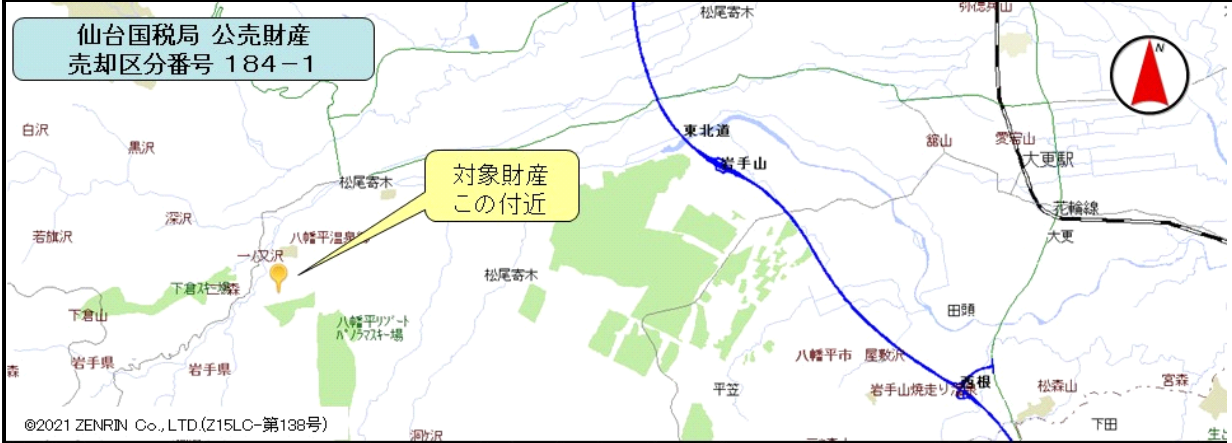 仙台国税局 公売財産
売却区分番号 184-1
松尾寄木
N
白沢
黒沢
東北道
岩手山
舘山
愛宕山
大更駅
対象財産
この付近
松尾寄木
深沢
花輪線
大更
若旗沢
八幡平温泉
一ノ又沢
松尾寄木
下倉スキー場
二森
下倉山
八幡平リゾート
パノラマスキー場
田頭
岩手県
岩手県
森
八幡平市
屋敷沢
平笠
岩手山焼走り
西根
松森山
宮森
下田
©2021 ZENRIN Co., LTD.(Z15LC-第138号)
洞ヶ沢